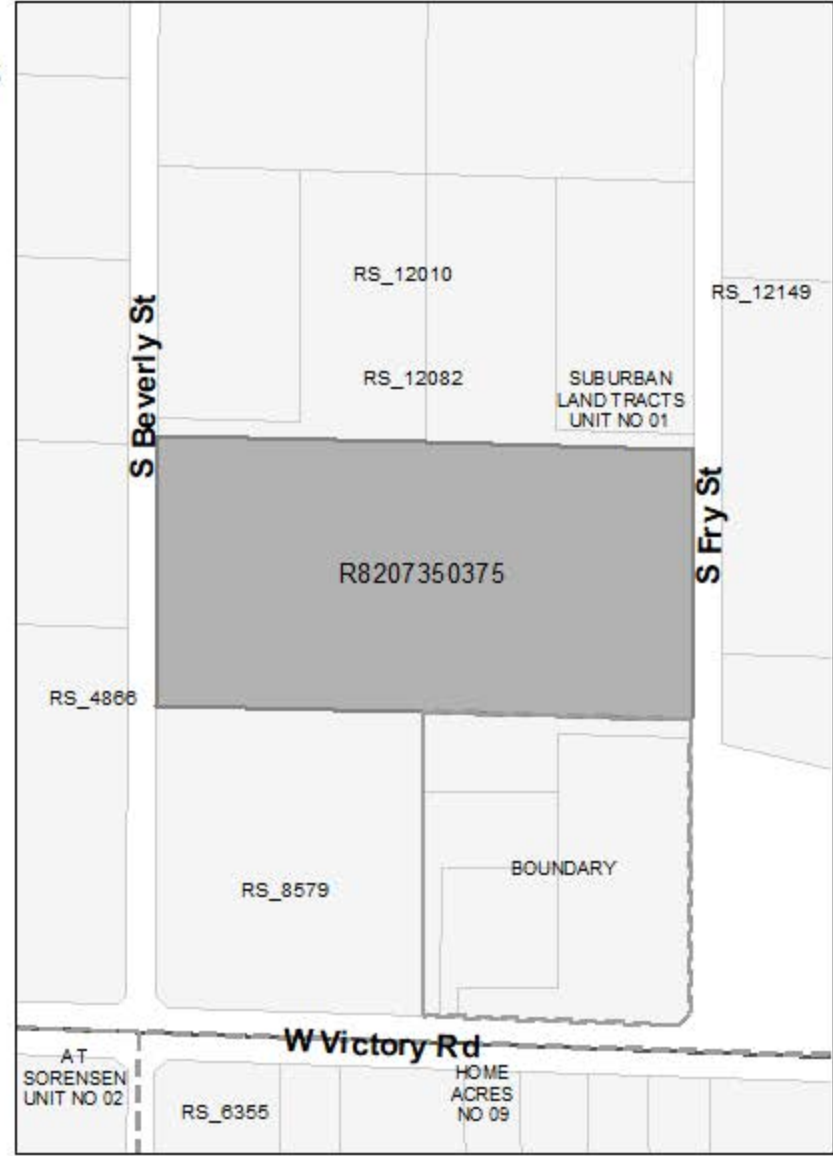 RS_12010
RS_12149
RS_12082
SUBURBAN
LAND TRACTS
UNIT NO 01
S Beverly St
S Fry St
R8207350375
RS_4866
BOUNDARY
RS_8579
W Victory Rd
A T
SORENSEN
UNIT NO 02
HOME
ACRES
NO 09
RS_6355